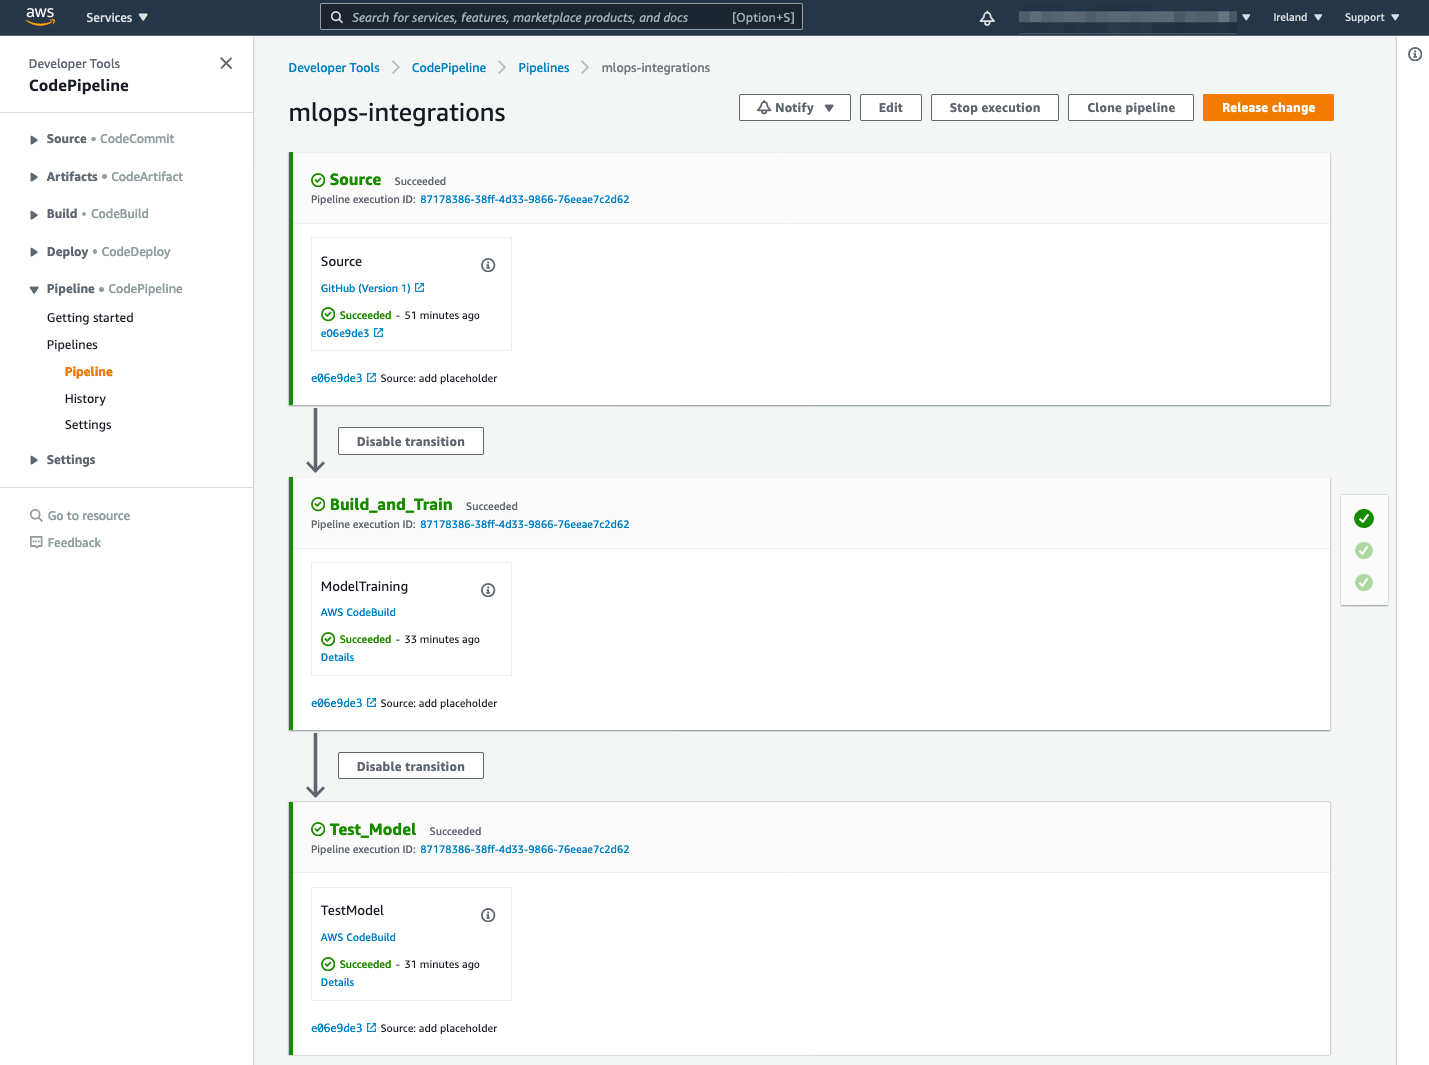 aws
Services
Search for services, features, marketplace products, and docs
[Option+S]
Ireland
Support
Developer Tools
CodePipeline
Source • CodeCommit
Artifacts • CodeArtifact
Build • CodeBuild
Deploy • CodeDeploy
Pipeline • CodePipeline
Getting started
Pipelines
Pipeline
History
Settings
Settings
Go to resource
Feedback
Developer Tools
CodePipeline
Pipelines
mlops-integrations
mlops-integrations
Notify
Edit
Stop execution
Clone pipeline
Release change
Source Succeeded
Pipeline execution ID: 87178386-38ff-4d33-9866-76eeae7c2d62
Source
GitHub (Version 1)
Succeeded - 51 minutes ago
e06e9de3
e06e9de3 Source: add placeholder
Disable transition
Build_and_Train Succeeded
Pipeline execution ID: 87178386-38ff-4d33-9866-76eeae7c2d62
ModelTraining
AWS CodeBuild
Succeeded - 33 minutes ago
Details
e06e9de3 Source: add placeholder
Disable transition
Test_Model Succeeded
Pipeline execution ID: 87178386-38ff-4d33-9866-76eeae7c2d62
TestModel
AWS CodeBuild
Succeeded - 31 minutes ago
Details
e06e9de3 Source: add placeholder